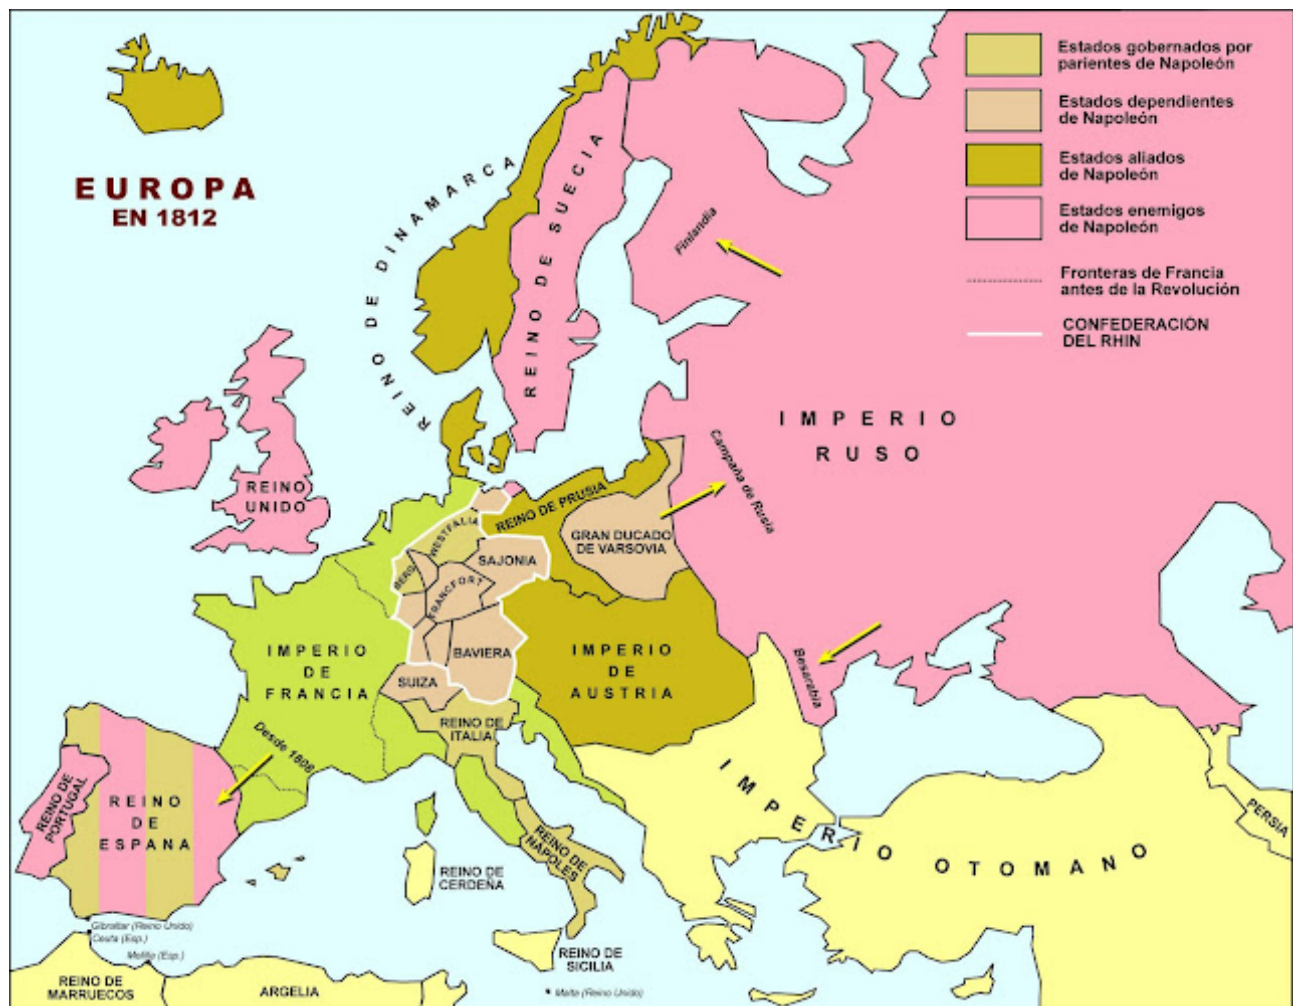 EUROPA
EN 1812
Estados gobernados por
parientes de Napoleón
Estados dependientes
de Napoleón
Estados aliados
de Napoleón
Estados enemigos
de Napoleón
Fronteras de Francia
antes de la Revolución
CONFEDERACIÓN
DEL RHIN
REINO DE DINAMARCA
REINO DE SUECIA
Finlandia
IMPERIO
RUSO
Campaña de Rusia
REINO
UNIDO
REINO DE PRUSIA
GRAN DUCADO
DE VARSOVIA
WESTFALIA
BERG
SAJONIA
FRANCFORT
BAVIERA
SUIZA
IMPERIO
DE
FRANCIA
IMPERIO
DE
AUSTRIA
Besarabia
REINO DE
ITALIA
Desde 1808
REINO DE
PORTUGAL
REINO
DE
ESPANA
REINO DE
NAPOLES
REINO DE
CERDEÑA
IMPERIO OTOMANO
PERSIA
Gibraltar (Reino Unido)
Ceuta (Esp.)
Melilla (Esp.)
REINO DE
SICILIA
Malta (Reino Unido)
REINO DE
MARRUECOS
ARGELIA